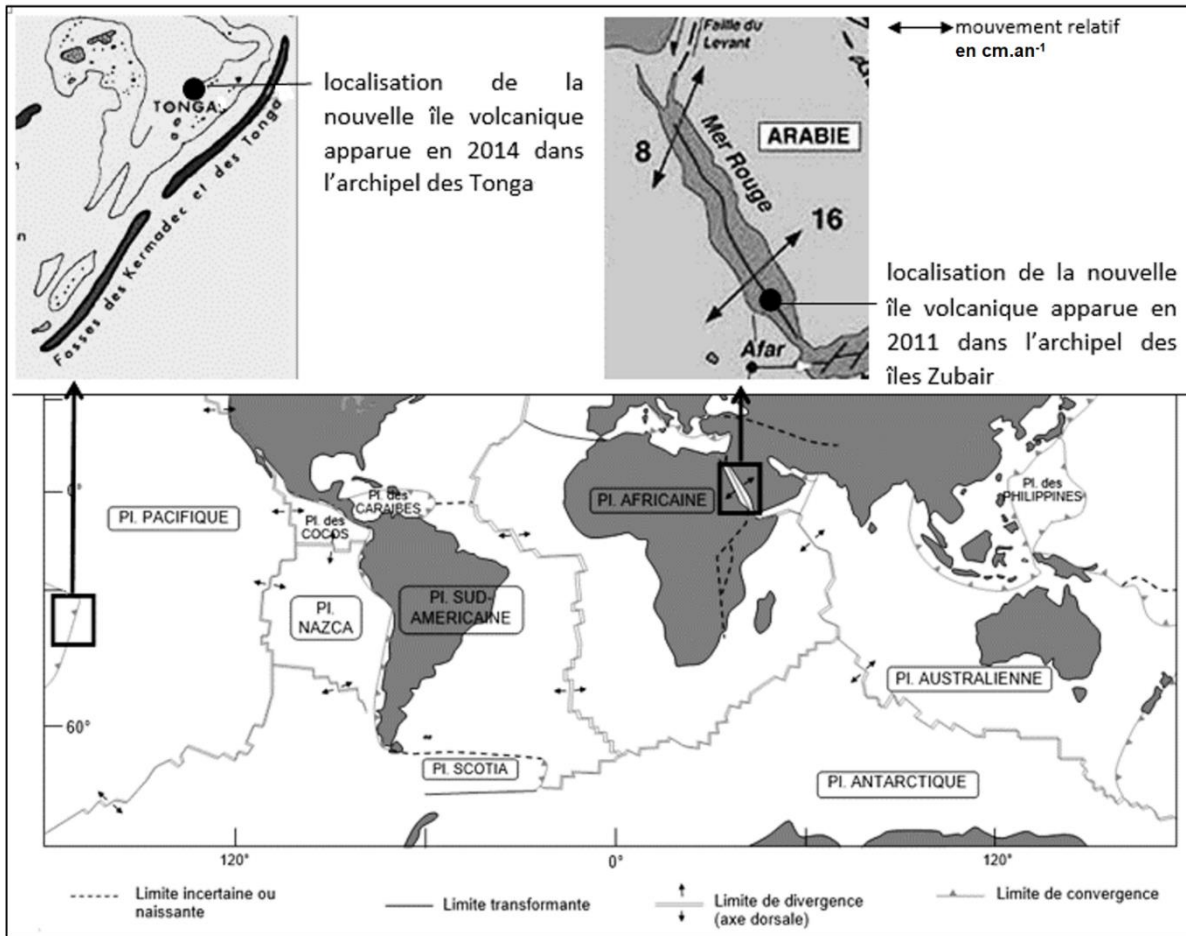 localisation de la
nouvelle île volcanique
apparue en 2014 dans
l'archipel des Tonga
TONGA
Fosses des Kermadec et des Tonga
Faille du
Levant
Mer Rouge
ARABIE
8
16
Afar
mouvement relatif
en cm.an⁻¹
localisation de la nouvelle
île volcanique apparue en
2011 dans l'archipel des
îles Zubair
0°
60°
Pl. PACIFIQUE
Pl. des
COCOS
Pl. des
CARAIBES
Pl.
NAZCA
Pl. SUD-
AMERICAINE
Pl. SCOTIA
Pl. AFRICAINE
Pl. des
PHILIPPINES
Pl. AUSTRALIENNE
Pl. ANTARCTIQUE
120°
0°
120°
Limite incertaine ou
naissante
Limite transformante
Limite de divergence
(axe dorsale)
Limite de convergence